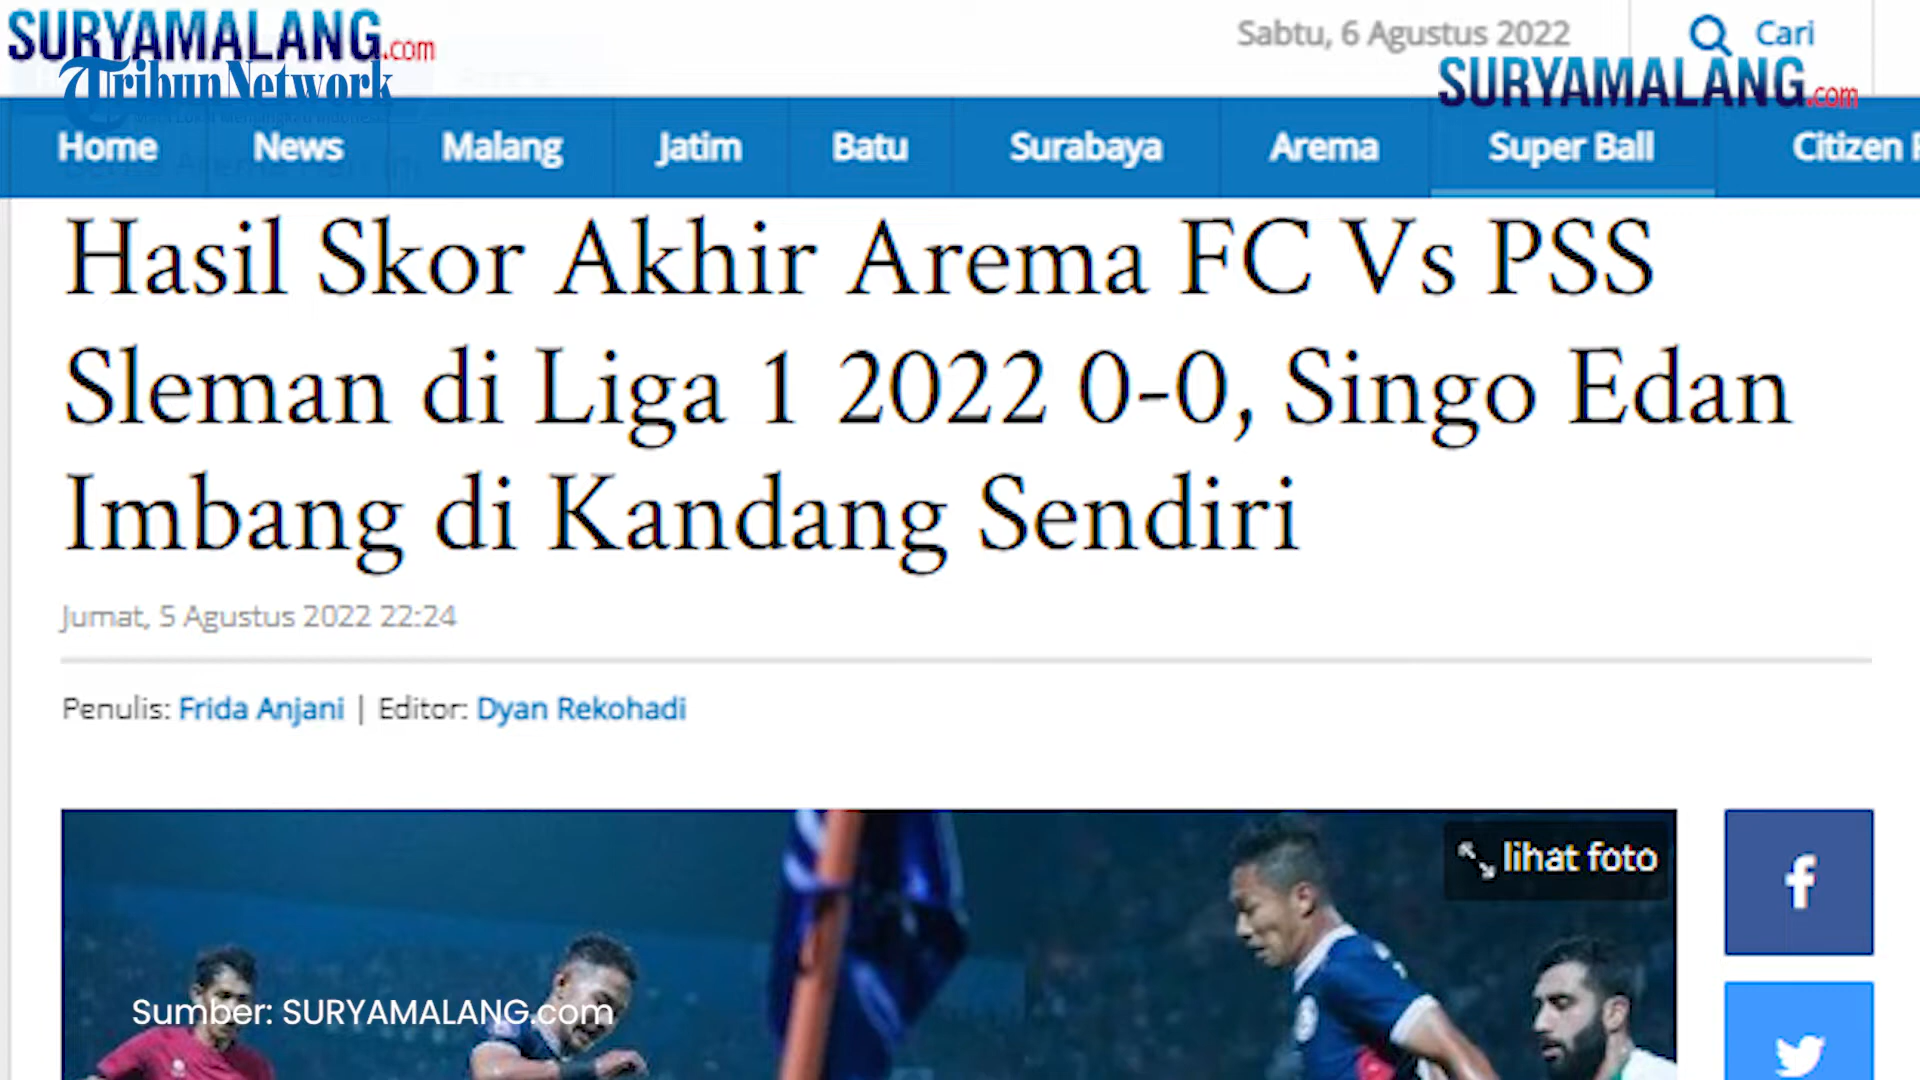 SURYAMALANG.com
TribunNetwork
Sabtu, 6 Agustus 2022
Cari
SURYAMALANG.com
Home News Malang Jatim Batu Surabaya Arema Super Ball Citizen
Hasil Skor Akhir Arema FC Vs PSS
Sleman di Liga 1 2022 0-0, Singo Edan
Imbang di Kandang Sendiri
Jumat, 5 Agustus 2022 22:24
Penulis: Frida Anjani | Editor: Dyan Rekohadi
lihat foto
Sumber: SURYAMALANG.com